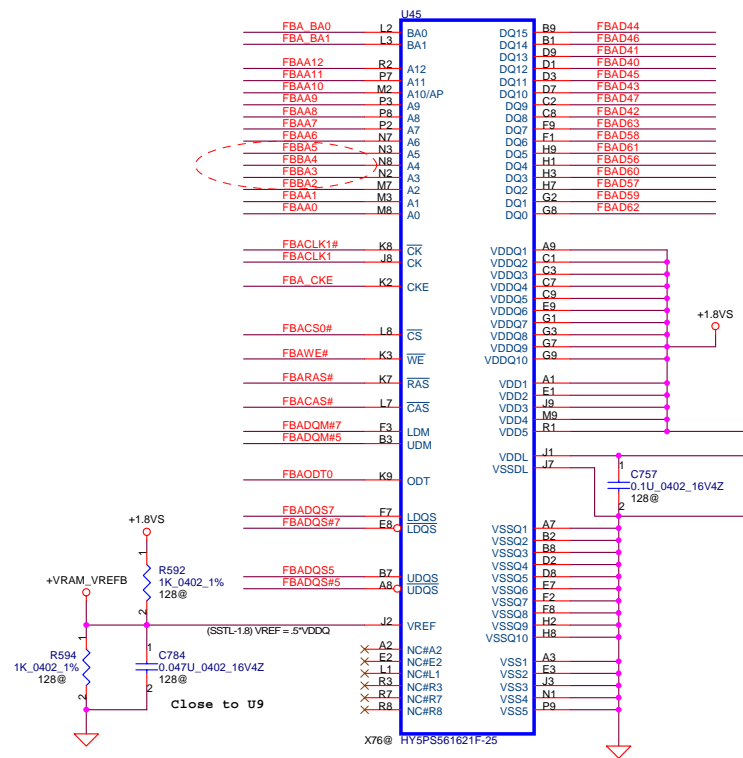 U45
FBA_BA0 L2 BA0 DQ15 B9 FBAD44
FBA_BA1 L3 BA1 DQ14 B1 FBAD46
DQ13 D9 FBAD41
FBAA12 R2 A12 DQ12 D1 FBAD40
FBAA11 P7 A11 DQ11 D3 FBAD45
FBAA10 M2 A10/AP DQ10 D7 FBAD43
FBAA9 P3 A9 DQ9 C2 FBAD47
FBAA8 P8 A8 DQ8 C8 FBAD42
FBAA7 P2 A7 DQ7 F9 FBAD63
FBAA6 N7 A6 DQ6 F1 FBAD58
FBBA5 N3 A5 DQ5 H9 FBAD61
FBBA4 N8 A4 DQ4 H1 FBAD56
FBBA3 N2 A3 DQ3 H3 FBAD60
FBBA2 M7 A2 DQ2 H7 FBAD57
FBAA1 M3 A1 DQ1 G2 FBAD59
FBAA0 M8 A0 DQ0 G8 FBAD62
FBACLK1# K8 CK VDDQ1 A9
FBACLK1 J8 CK VDDQ2 C1
VDDQ3 C3
FBA_CKE K2 CKE VDDQ4 C7
VDDQ5 C9
VDDQ6 E9
VDDQ7 G1
+1.8VS
FBACS0# L8 CS VDDQ8 G3
VDDQ9 G7
FBAWE# K3 WE VDDQ10 G9
FBARAS# K7 RAS VDD1 A1
VDD2 E1
FBACAS# L7 CAS VDD3 J9
VDD4 M9
FBADQM#7 F3 LDM VDD5 R1
FBADQM#5 B3 UDM
VDDL J1
VSSDL J7
FBAODT0 K9 ODT
1
C757
0.1U_0402_16V4Z
128@
2
FBADQS7 F7 LDQS
FBADQS#7 E8 LDQS
VSSQ1 A7
VSSQ2 B2
VSSQ3 B8
VSSQ4 D2
FBADQS5 B7 UDQS VSSQ5 D8
FBADQS#5 A8 UDQS VSSQ6 E7
VSSQ7 F2
VSSQ8 F8
VSSQ9 H2
VSSQ10 H8
+1.8VS
1
R592
1K_0402_1%
128@
2
+VRAM_VREFB
(SSTL-1.8) VREF = .5*VDDQ
J2 VREF
1
R594
1K_0402_1%
128@
2
1
C784
0.047U_0402_16V4Z
128@
2
Close to U9
A2 NC#A2
E2 NC#E2 VSS1 A3
L1 NC#L1 VSS2 E3
R3 NC#R3 VSS3 J3
R7 NC#R7 VSS4 N1
R8 NC#R8 VSS5 P9
X76@ HY5PS561621F-25